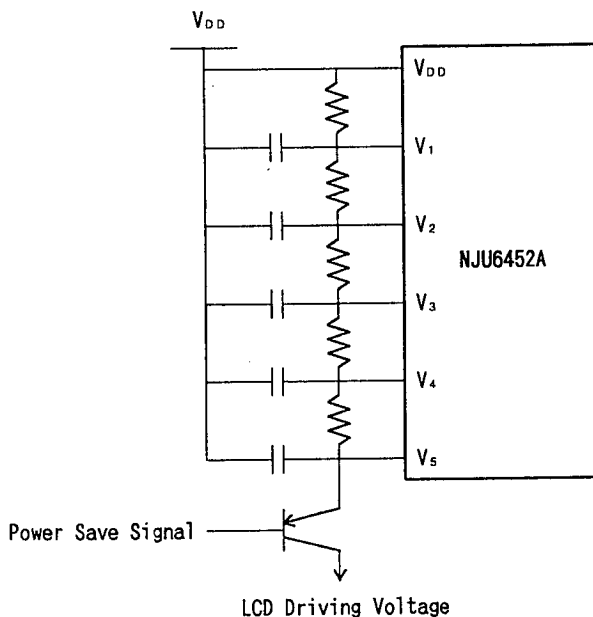 VDD
VDD
V1
V2
NJU6452A
V3
V4
V5
Power Save Signal
LCD Driving Voltage